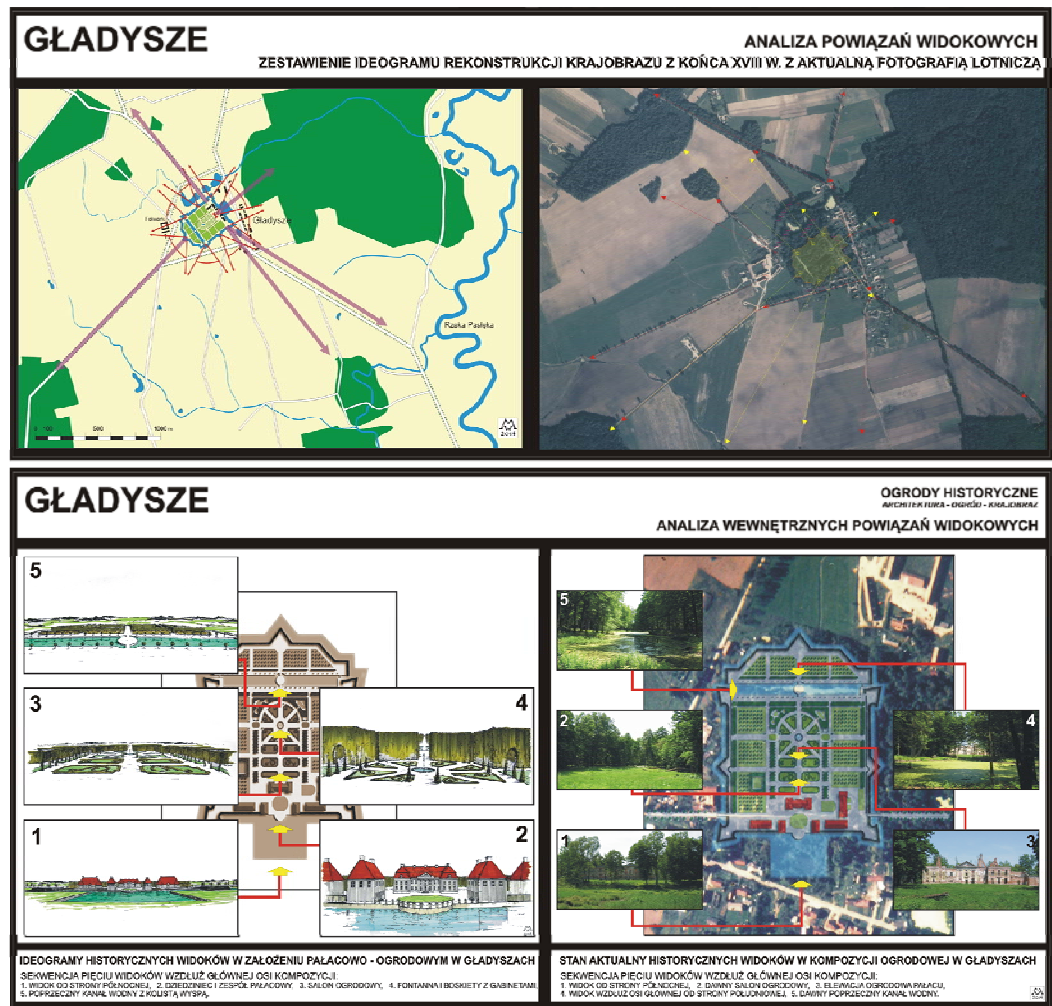 GŁADYSZE
ANALIZA POWIĄZAŃ WIDOKOWYCH
ZESTAWIENIE IDEOGRAMU REKONSTRUKCJI KRAJOBRAZU Z KOŃCA XVIII W. Z AKTUALNĄ FOTOGRAFIĄ LOTNICZĄ
Gładysze
Rzeka Pasłęka
0 100 500 1000 m
GŁADYSZE
OGRODY HISTORYCZNE
ARCHITEKTURA - OGRÓD - KRAJOBRAZ
ANALIZA WEWNĘTRZNYCH POWIĄZAŃ WIDOKOWYCH
5
3
4
1
2
5
2
4
1
3
IDEOGRAMY HISTORYCZNYCH WIDOKÓW W ZAŁOŻENIU PAŁACOWO - OGRODOWYM W GŁADYSZACH
SEKWENCJA PIĘCIU WIDOKÓW WZDŁUŻ GŁÓWNEJ OSI KOMPOZYCJI:
1. WIDOK OD STRONY PÓŁNOCNEJ, 2. DZIEDZINIEC I ZESPÓŁ PAŁACOWY, 3. SALON OGRODOWY, 4. FONTANNA I BOSKIETY Z GABINETAMI,
5. POPRZECZNY KANAŁ WODNY Z KOLISTĄ WYSPĄ.
STAN AKTUALNY HISTORYCZNYCH WIDOKÓW W KOMPOZYCJI OGRODOWEJ W GŁADYSZACH
SEKWENCJA PIĘCIU WIDOKÓW WZDŁUŻ GŁÓWNEJ OSI KOMPOZYCJI:
1. WIDOK OD STRONY PÓŁNOCNEJ, 2. DAWNY SALON OGRODOWY, 3. ELEWACJA OGRODOWA PAŁACU,
4. WIDOK WZDŁUŻ OSI GŁÓWNEJ OD STRONY POŁUDNIOWEJ, 5. DAWNY POPRZECZNY KANAŁ WODNY.